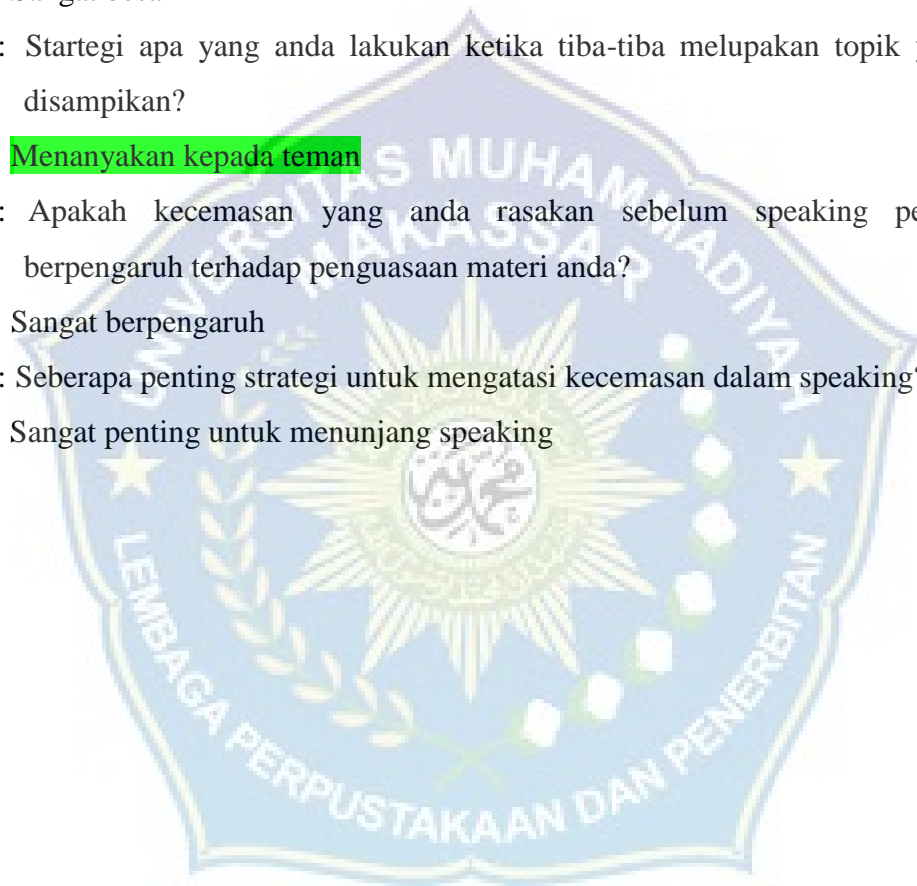 : Startegi apa yang anda lakukan ketika tiba-tiba melupakan topik
disampikan?
Menanyakan kepada teman
: Apakah kecemasan yang anda rasakan sebelum speaking
berpengaruh terhadap penguasaan materi anda?
Sangat berpengaruh
: Seberapa penting strategi untuk mengatasi kecemasan dalam speaking?
Sangat penting untuk menunjang speaking
UNIVERSITAS MUHAMMADIYAH
MAKASSAR
LEMBAGA PERPUSTAKAAN DAN PENERBITAN